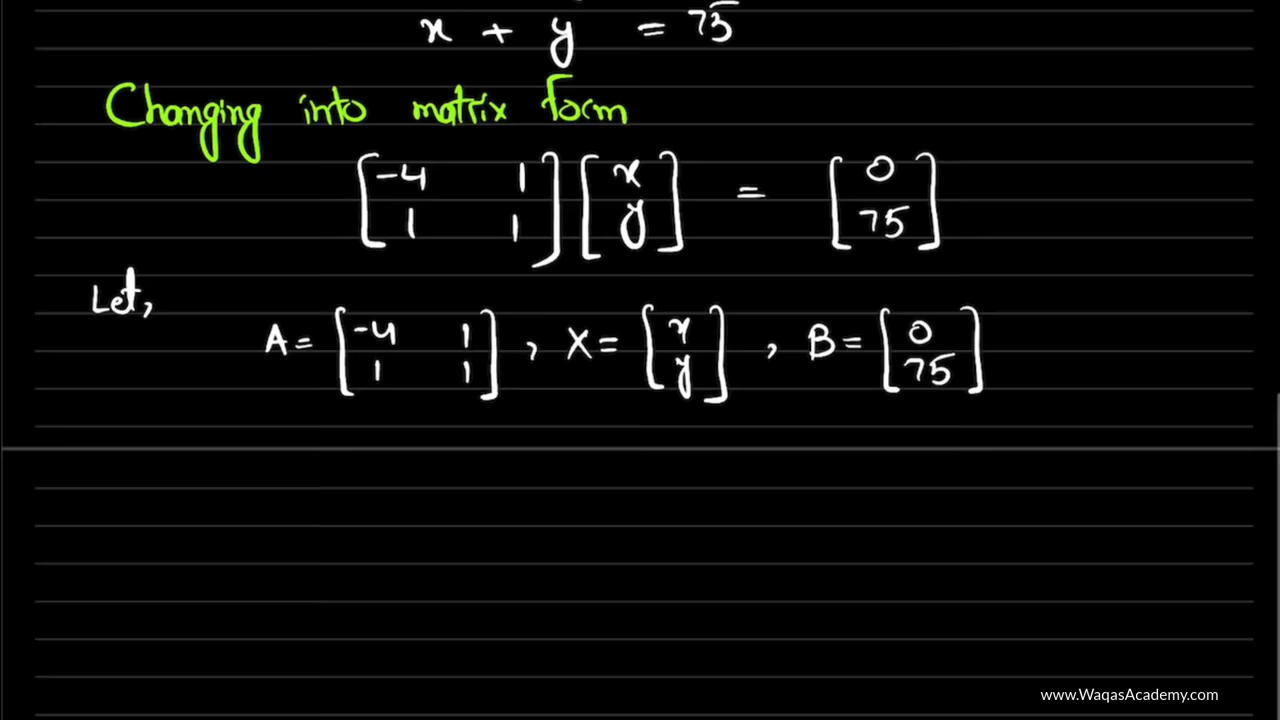 x + y = 75
Changing into matrix form
[-4 1
1 1] [x
y] = [0
75]
Let,
A = [-4 1
1 1] , X = [x
y] , B = [0
75]
www.WaqasAcademy.com